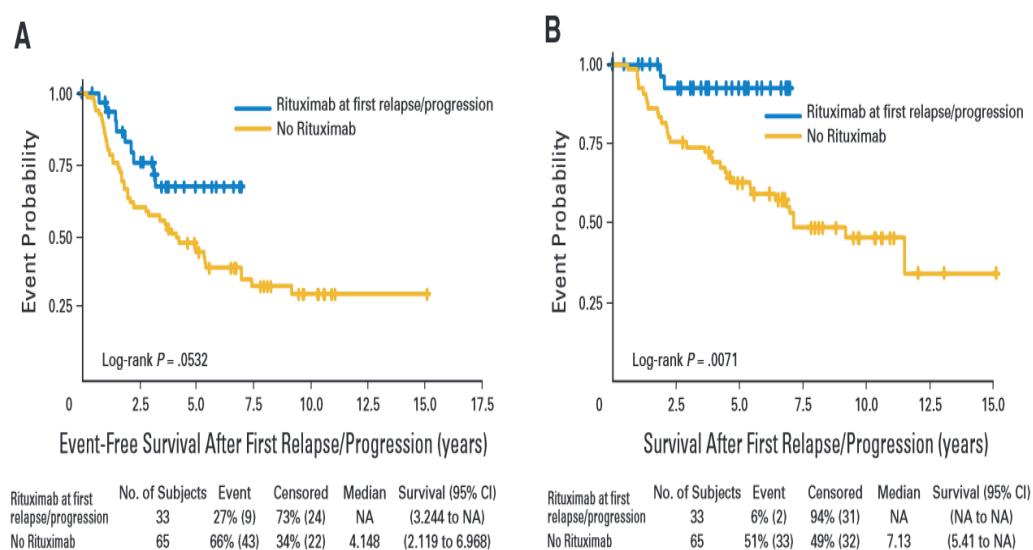 A
Event Probability
1.00
0.75
0.50
0.25
Rituximab at first relapse/progression
No Rituximab
Log-rank P = .0532
0 2.5 5.0 7.5 10.0 12.5 15.0 17.5
Event-Free Survival After First Relapse/Progression (years)
No. of Subjects Event Censored Median Survival (95% CI)
Rituximab at first
relapse/progression 33 27% (9) 73% (24) NA (3.244 to NA)
No Rituximab 65 66% (43) 34% (22) 4.148 (2.119 to 6.968)
B
Event Probability
1.00
0.75
0.50
0.25
Rituximab at first relapse/progression
No Rituximab
Log-rank P = .0071
0 2.5 5.0 7.5 10.0 12.5 15.0
Survival After First Relapse/Progression (years)
No. of Subjects Event Censored Median Survival (95% CI)
Rituximab at first
relapse/progression 33 6% (2) 94% (31) NA (NA to NA)
No Rituximab 65 51% (33) 49% (32) 7.13 (5.41 to NA)